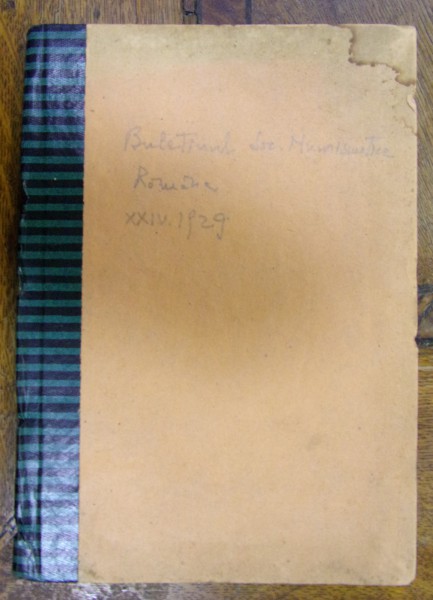 Buletinul Soc. Numismatice
Române
XXIV. 1929